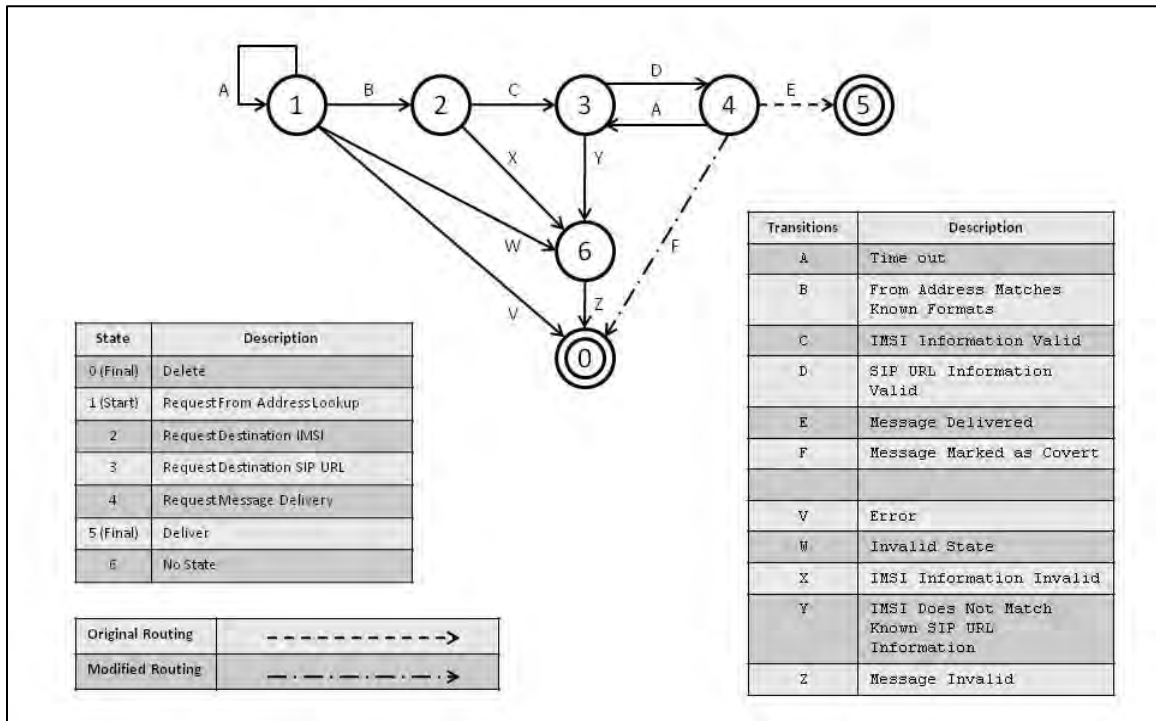 A
1
B
2
C
3
D
A
4
E
5
X
Y
W
6
F
V
Z
0
State Description
0 (Final) Delete
1 (Start) Request From Address Lookup
2 Request Destination IMSI
3 Request Destination SIP URL
4 Request Message Delivery
5 (Final) Deliver
6 No State
Original Routing
Modified Routing
Transitions Description
A Time out
B From Address Matches
Known Formats
C IMSI Information Valid
D SIP URL Information
Valid
E Message Delivered
F Message Marked as Covert
V Error
W Invalid State
X IMSI Information Invalid
Y IMSI Does Not Match
Known SIP URL
Information
Z Message Invalid